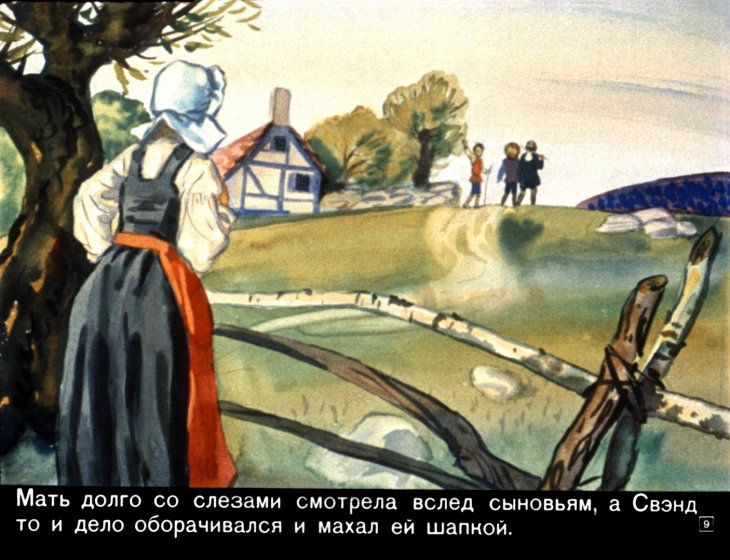 Мать долго со слезами смотрела вслед сыновьям, а Свэнд
то и дело оборачивался и махал ей шапкой.
9